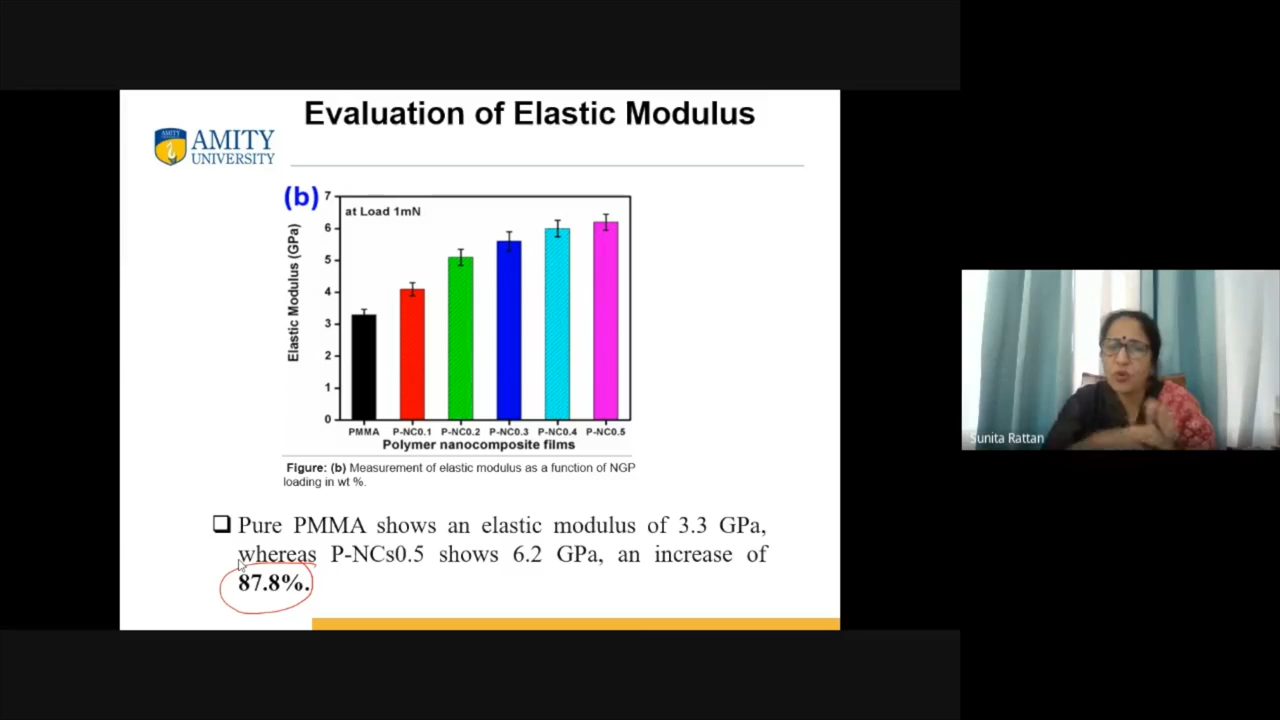 Evaluation of Elastic Modulus
AMITY
AMITY
UNIVERSITY
(b)
at Load 1mN
Elastic Modulus (GPa)
7
6
5
4
3
2
1
0
PMMA P-NC0.1 P-NC0.2 P-NC0.3 P-NC0.4 P-NC0.5
Polymer nanocomposite films
Figure: (b) Measurement of elastic modulus as a function of NGP
loading in wt %.
❑ Pure PMMA shows an elastic modulus of 3.3 GPa,
whereas P-NCs0.5 shows 6.2 GPa, an increase of
87.8%.
Sunita Rattan